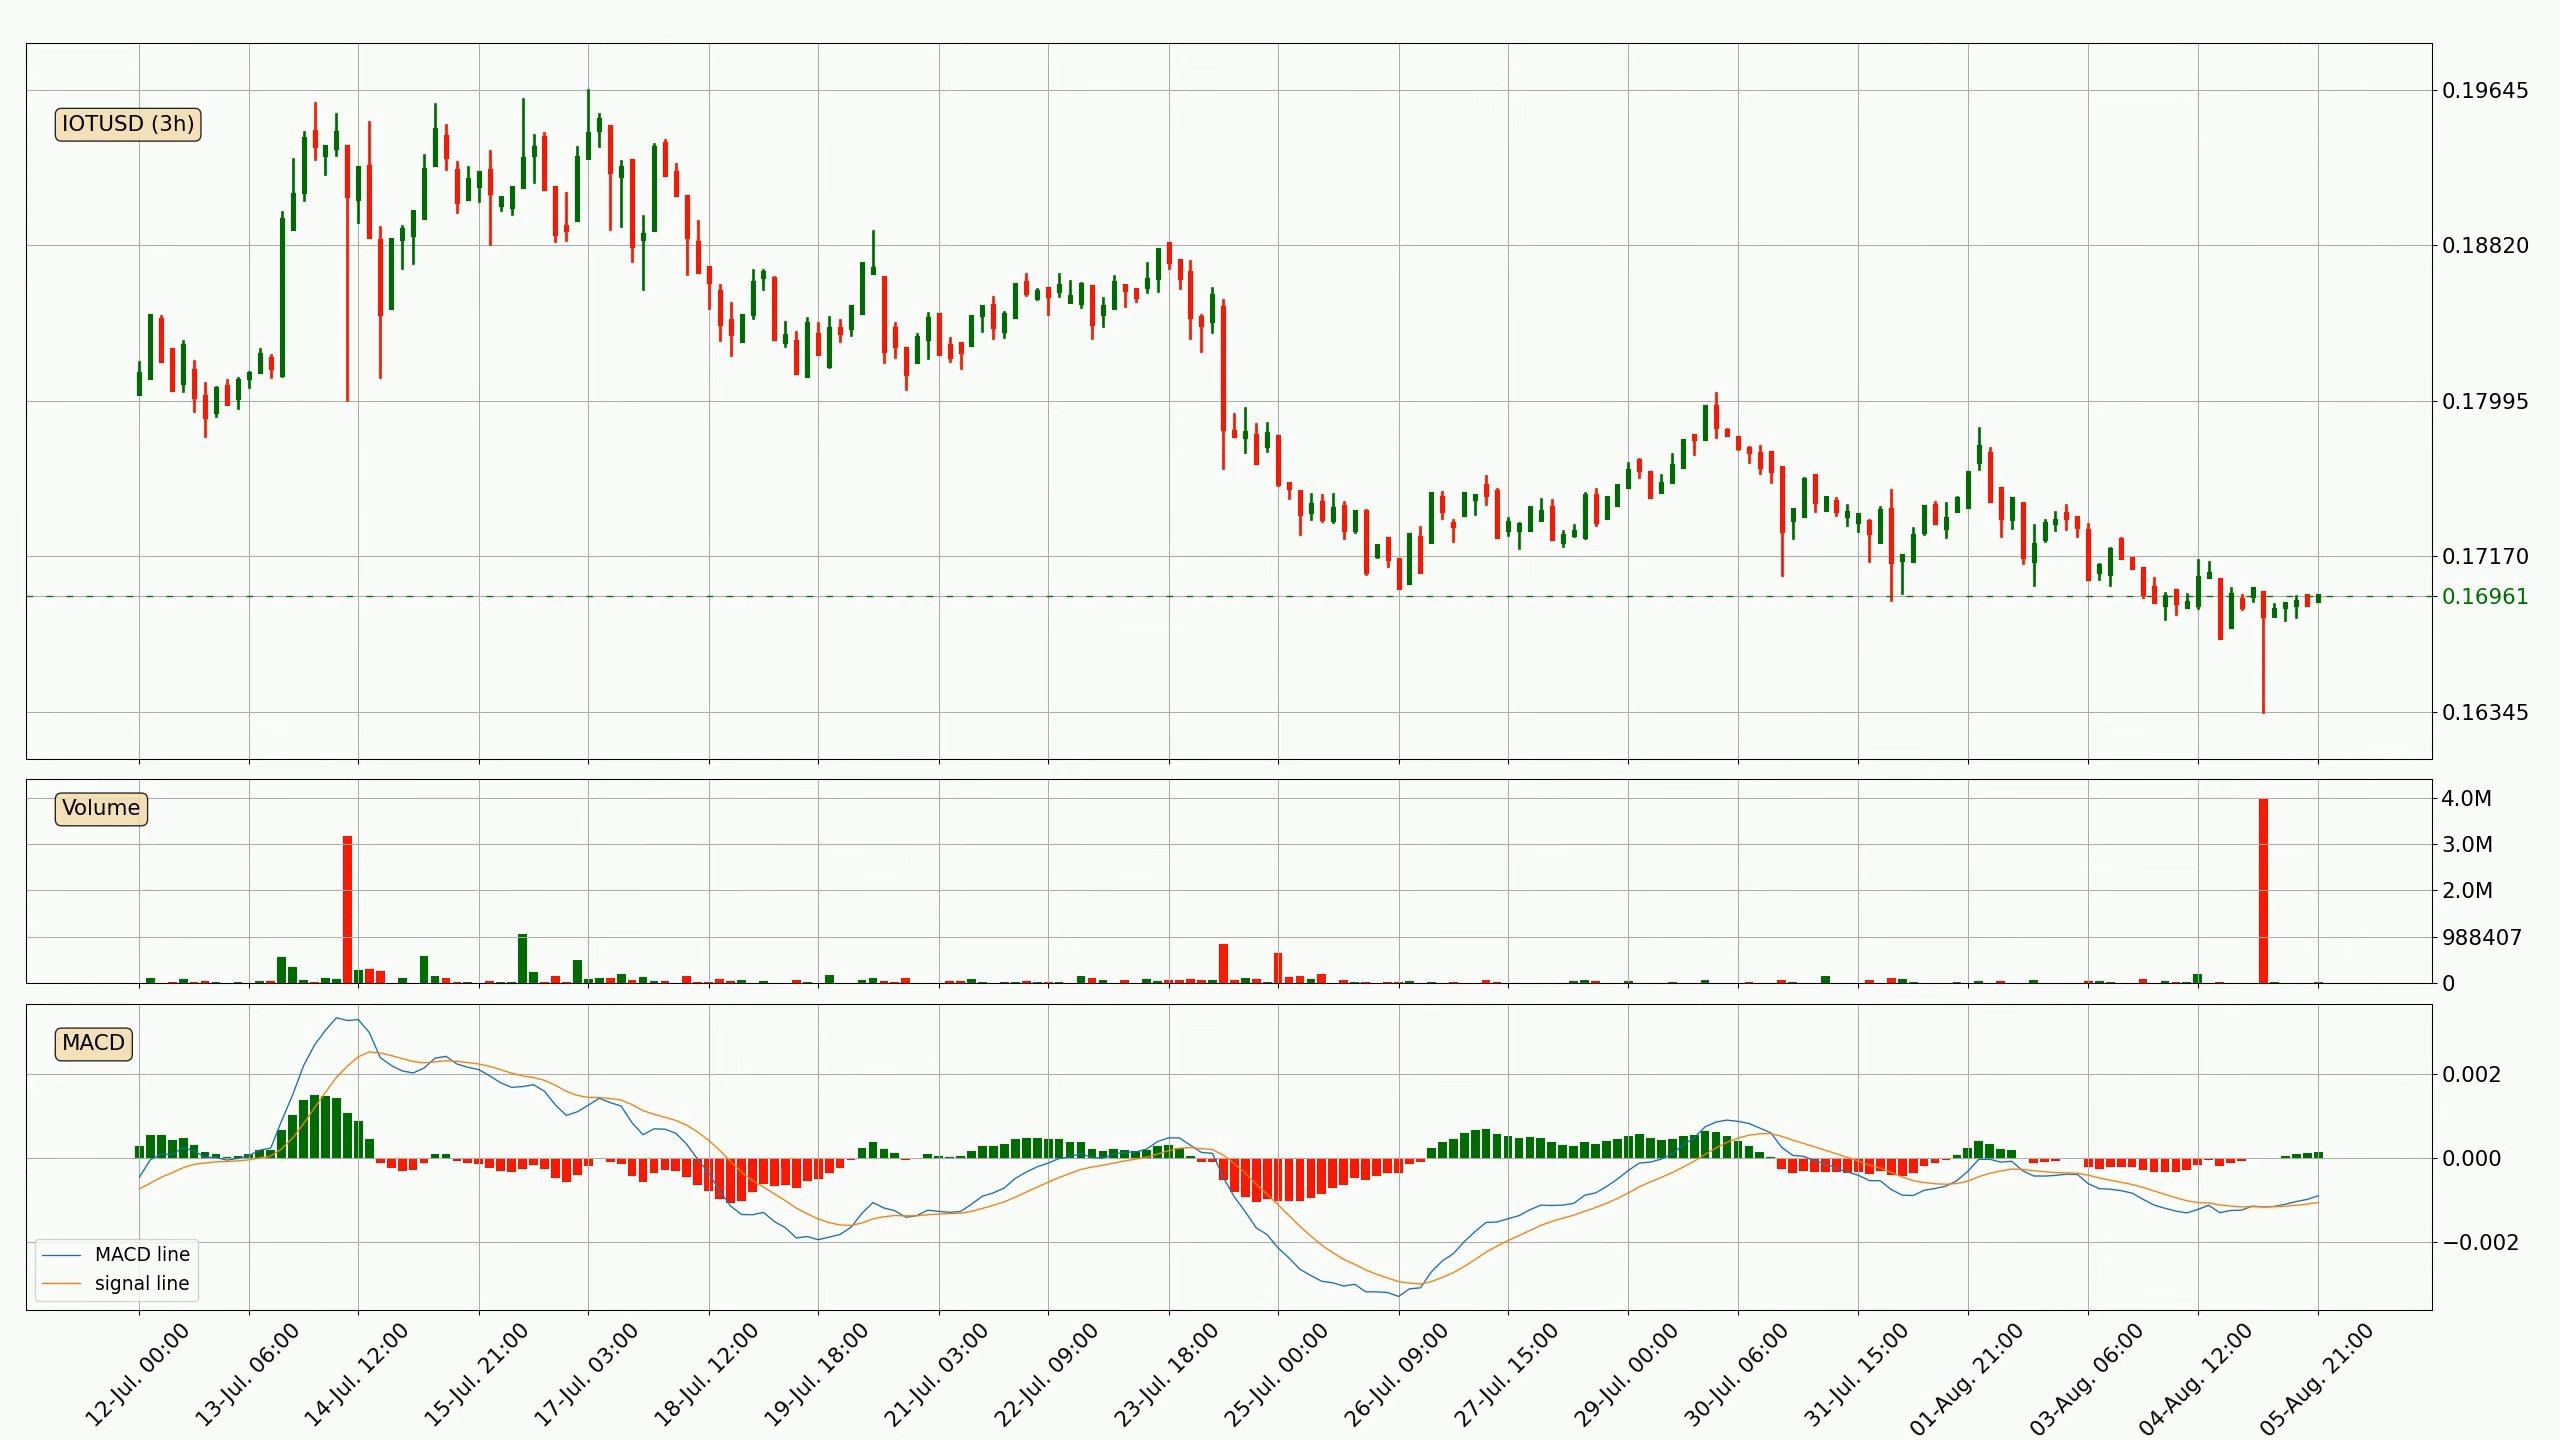 IOTUSD (3h)
0.19645
0.18820
0.17995
0.17170
0.16961
0.16345
Volume
4.0M
3.0M
2.0M
988407
0
MACD
0.002
0.000
−0.002
MACD line
signal line
12-Jul. 00:00
13-Jul. 06:00
14-Jul. 12:00
15-Jul. 21:00
17-Jul. 03:00
18-Jul. 12:00
19-Jul. 18:00
21-Jul. 03:00
22-Jul. 09:00
23-Jul. 18:00
25-Jul. 00:00
26-Jul. 09:00
27-Jul. 15:00
29-Jul. 00:00
30-Jul. 06:00
31-Jul. 15:00
01-Aug. 21:00
03-Aug. 06:00
04-Aug. 12:00
05-Aug. 21:00